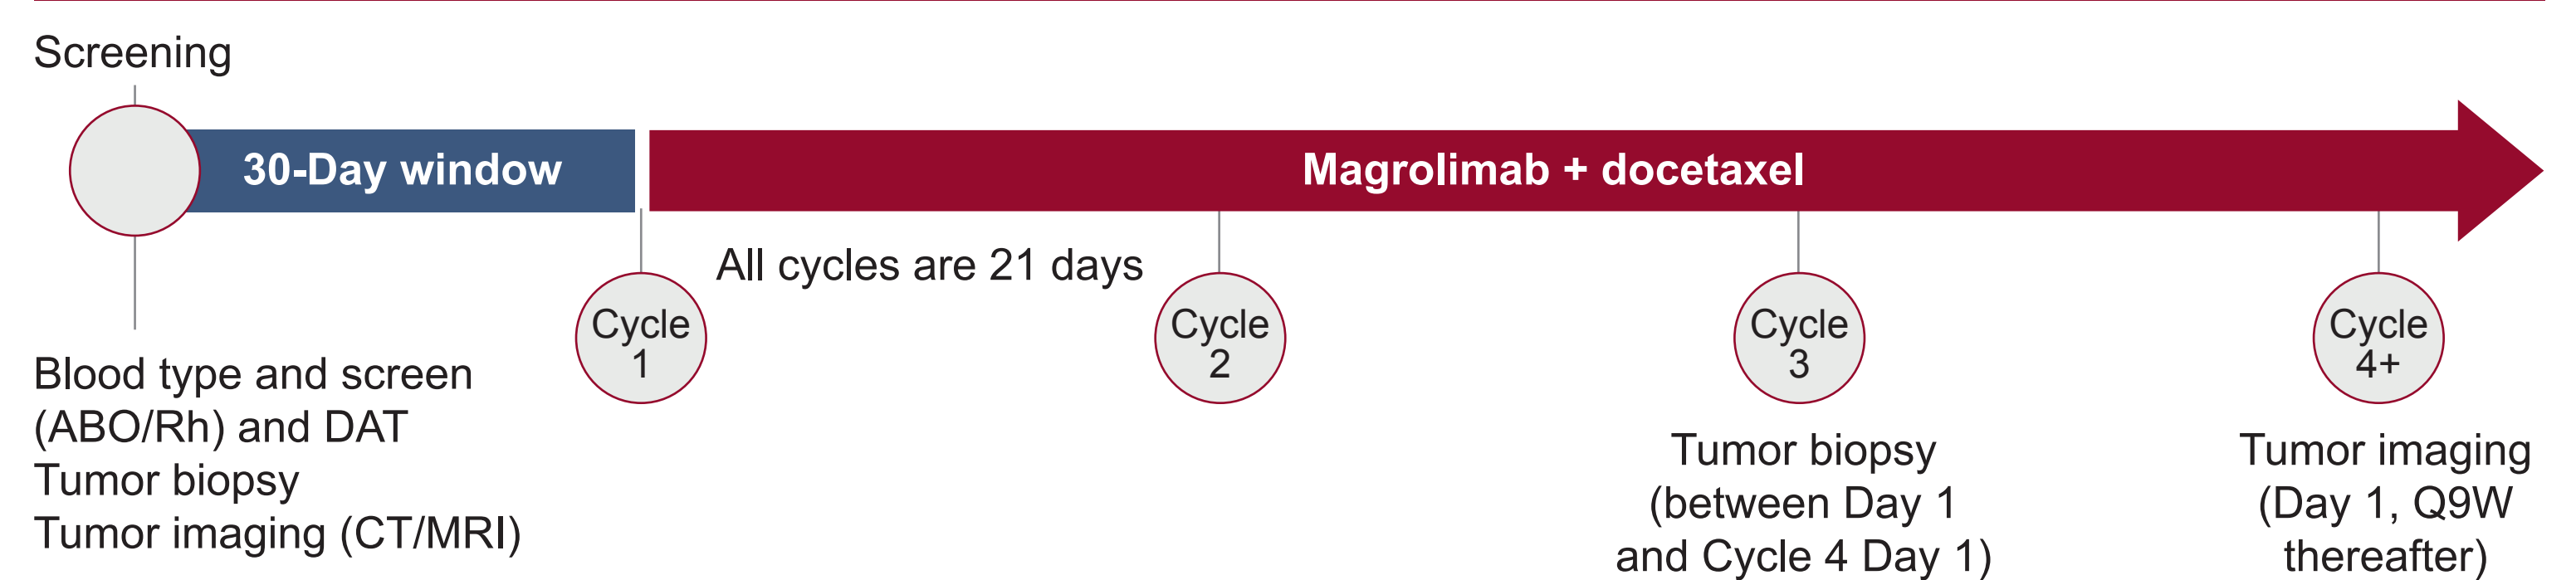 Screening
30-Day window
Magrolimab + docetaxel
All cycles are 21 days
Cycle
1
Cycle
2
Cycle
3
Cycle
4+
Blood type and screen
(ABO/Rh) and DAT
Tumor biopsy
Tumor imaging (CT/MRI)
Tumor biopsy
(between Day 1
and Cycle 4 Day 1)
Tumor imaging
(Day 1, Q9W
thereafter)